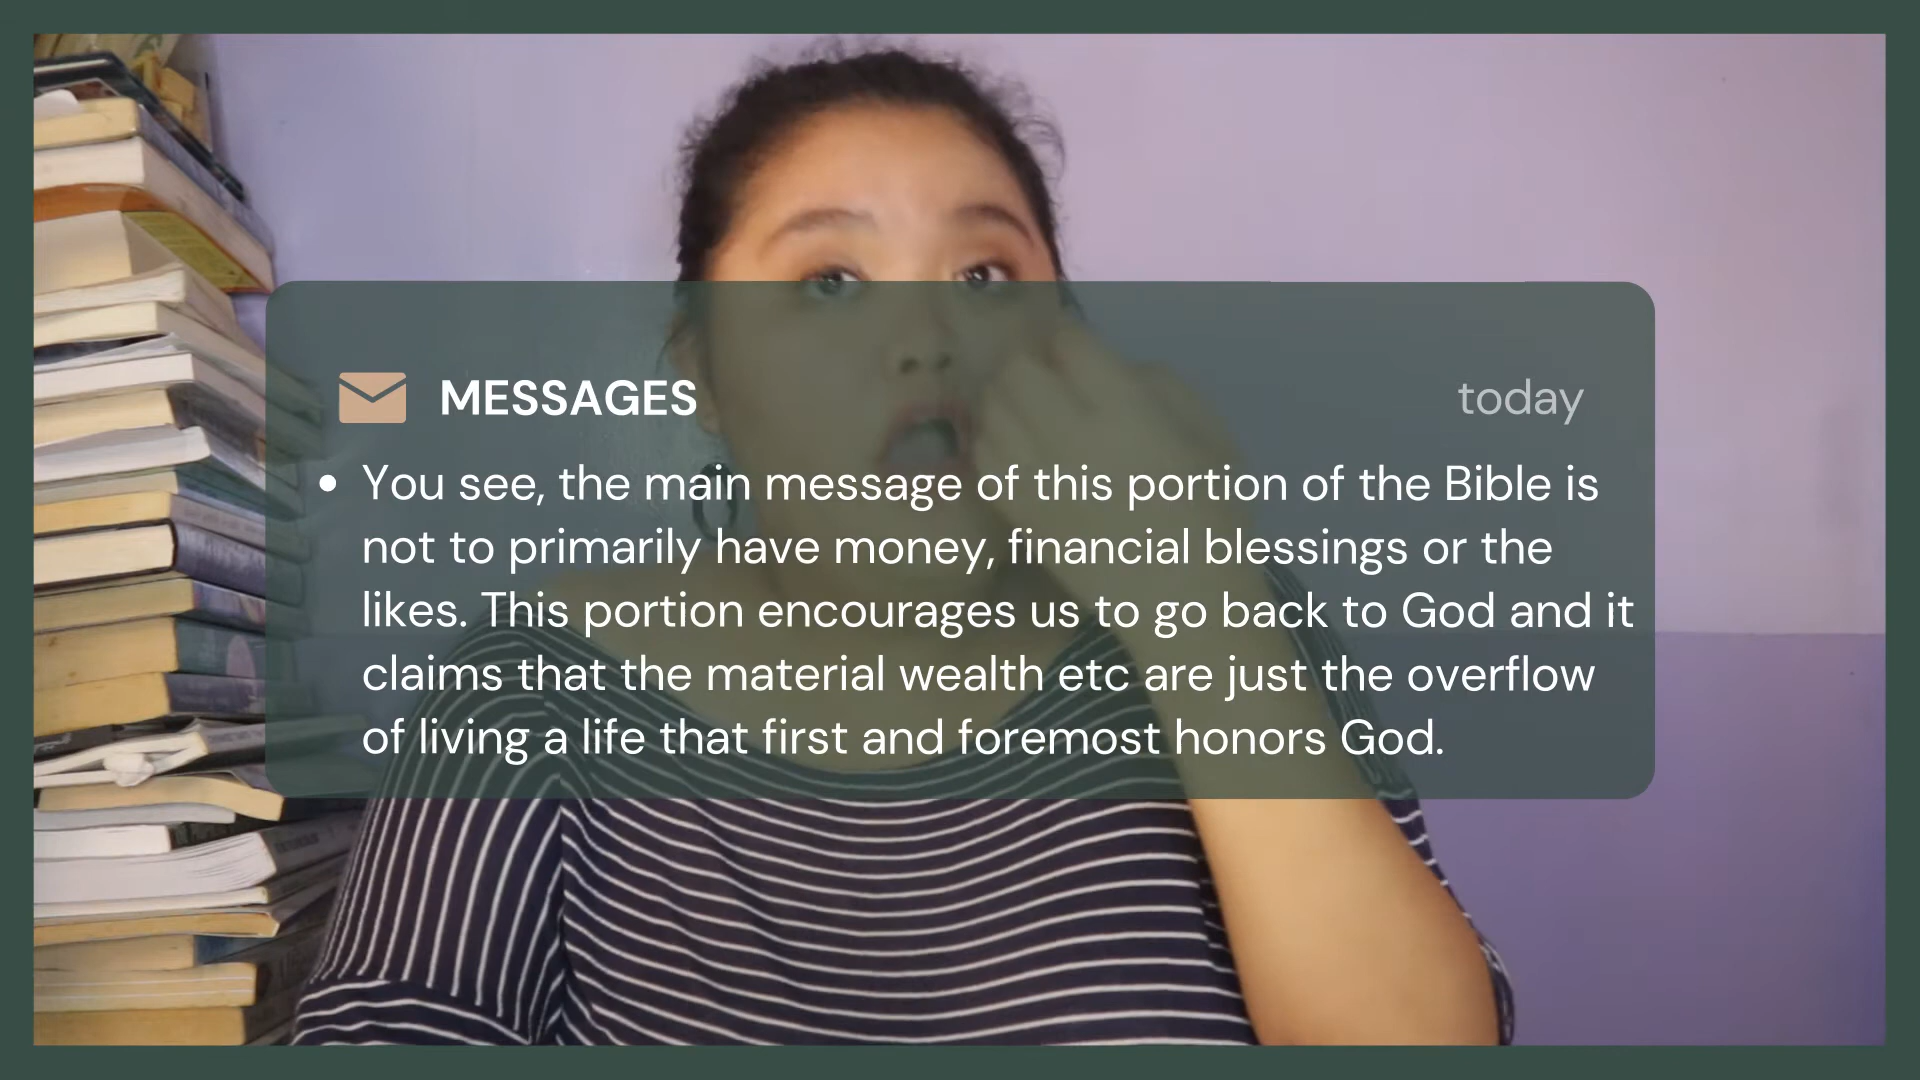 MESSAGES
today
You see, the main message of this portion of the Bible is
not to primarily have money, financial blessings or the
likes. This portion encourages us to go back to God and it
claims that the material wealth etc are just the overflow
of living a life that first and foremost honors God.